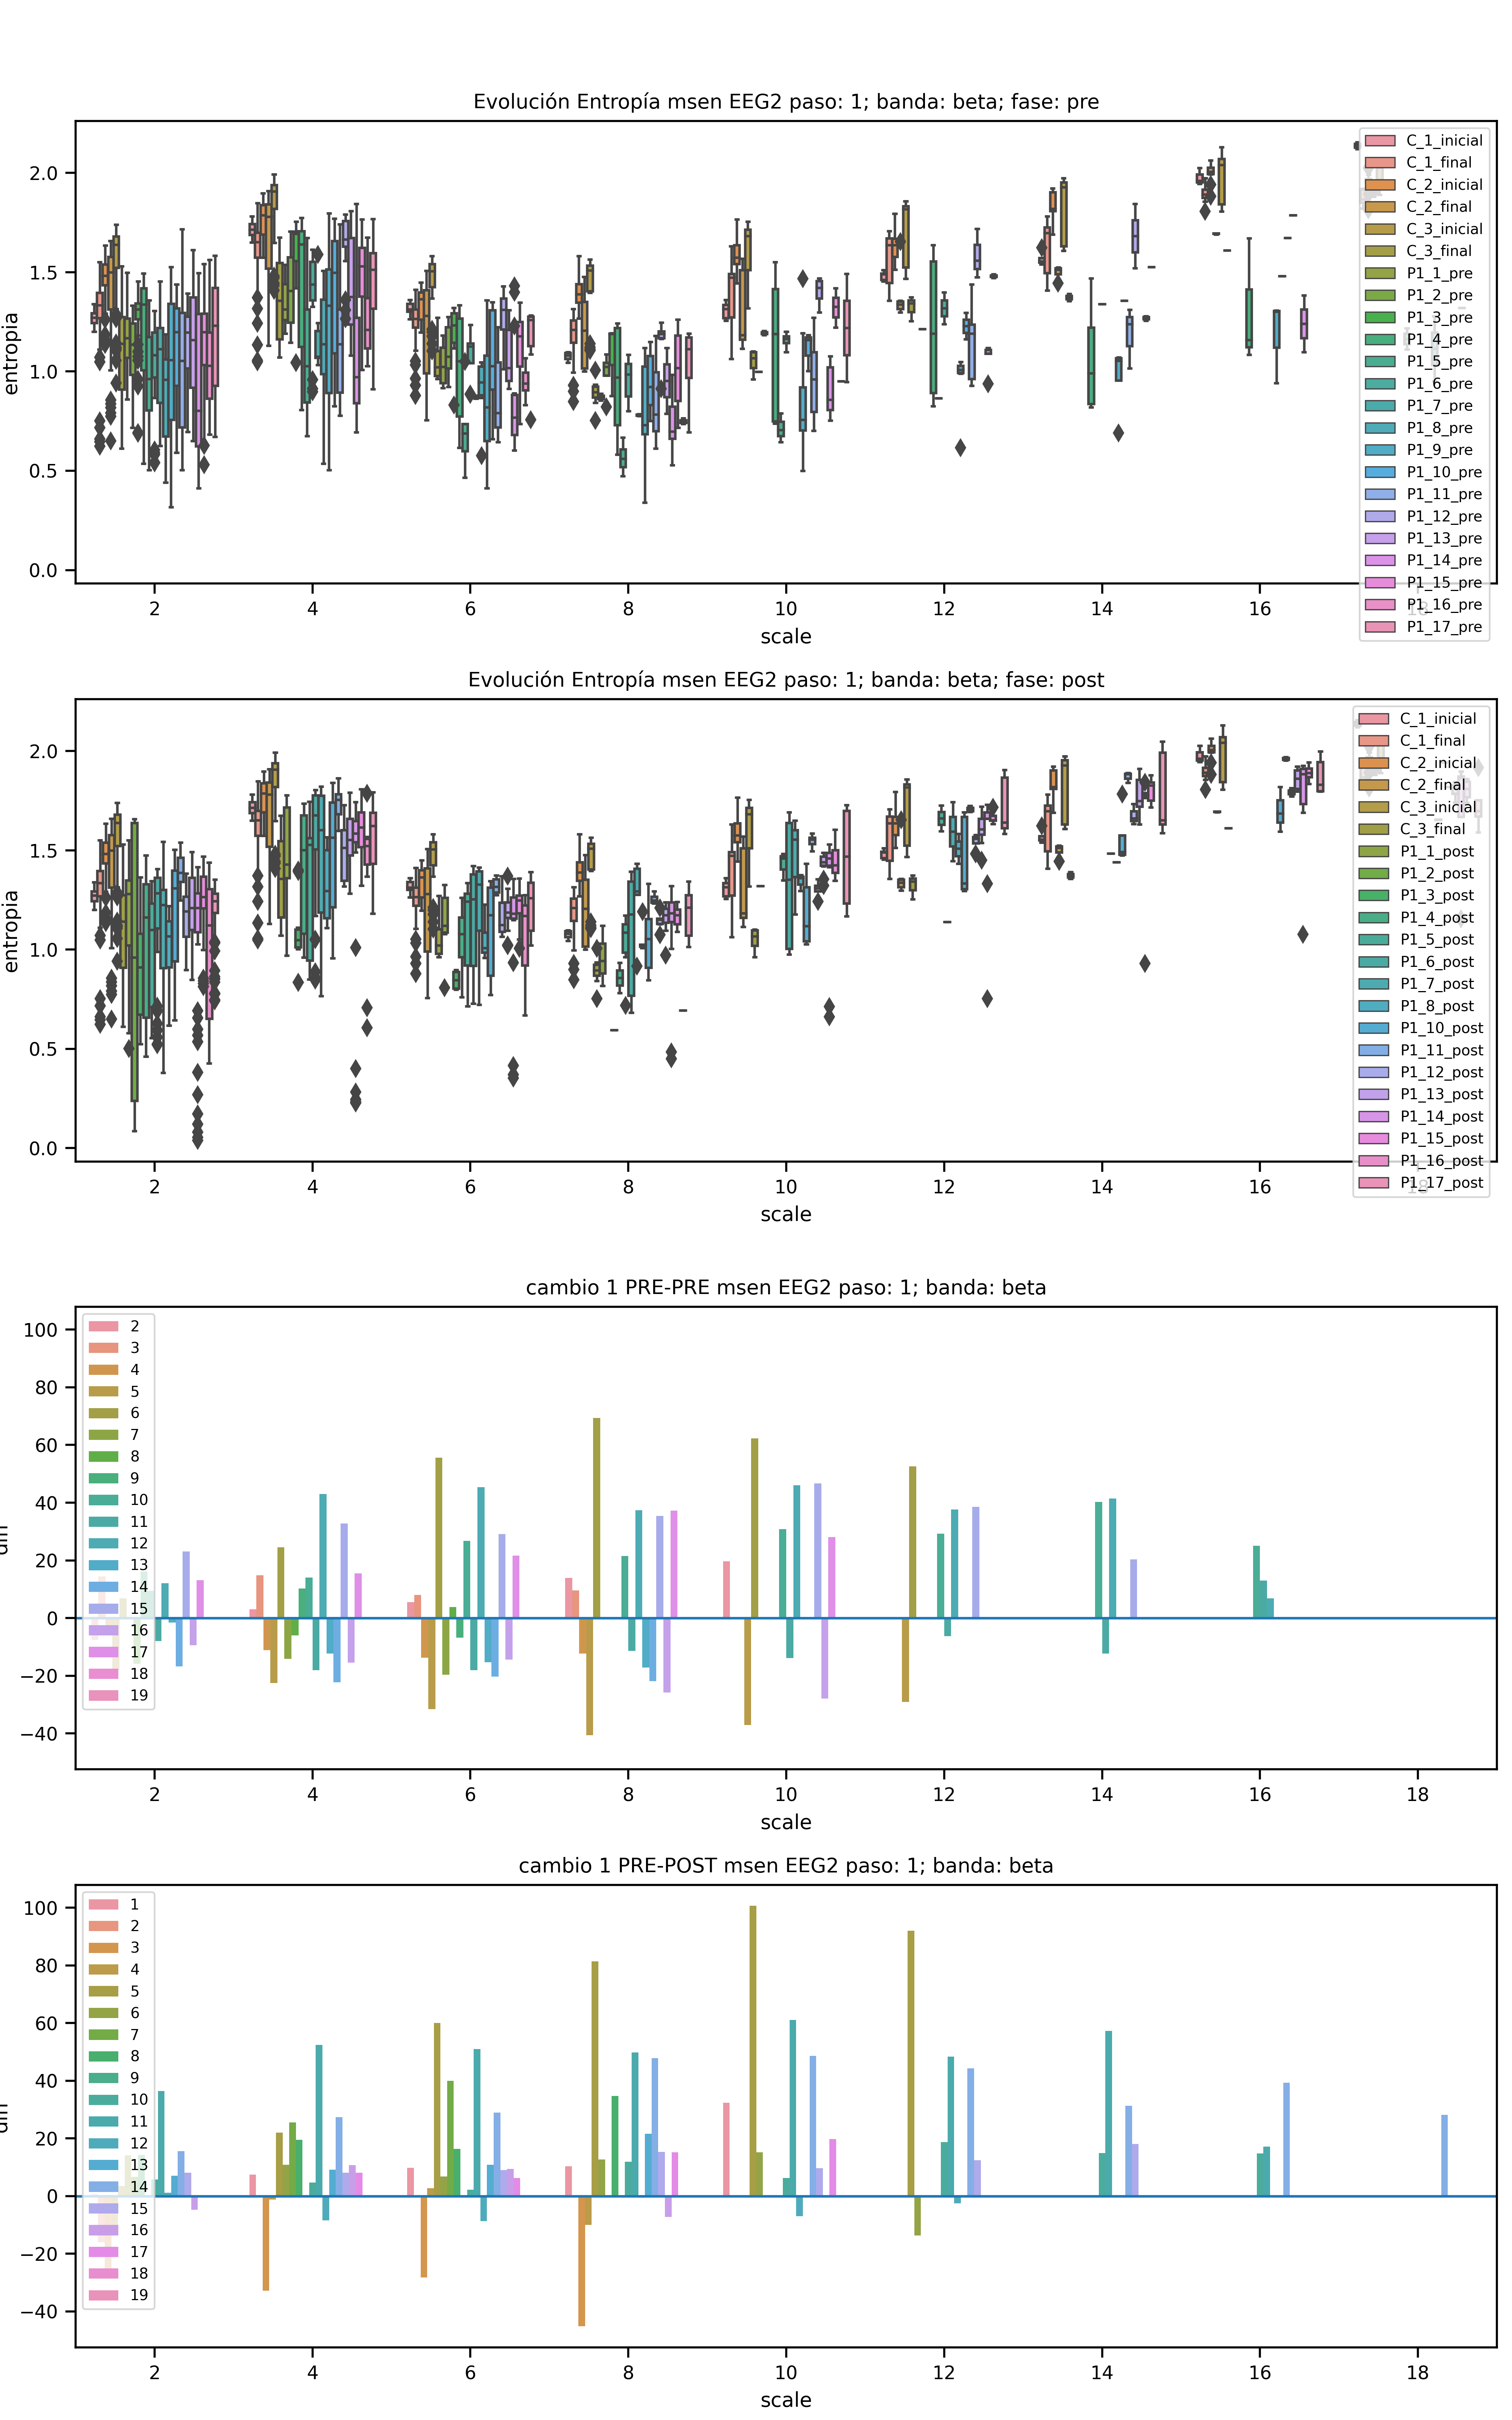 Evolución Entropía msen EEG2 paso: 1; banda: beta; fase: pre
entropia
2.0
1.5
1.0
0.5
0.0
2
4
6
8
10
12
14
16
18
scale
C_1_inicial
C_1_final
C_2_inicial
C_2_final
C_3_inicial
C_3_final
P1_1_pre
P1_2_pre
P1_3_pre
P1_4_pre
P1_5_pre
P1_6_pre
P1_7_pre
P1_8_pre
P1_9_pre
P1_10_pre
P1_11_pre
P1_12_pre
P1_13_pre
P1_14_pre
P1_15_pre
P1_16_pre
P1_17_pre
Evolución Entropía msen EEG2 paso: 1; banda: beta; fase: post
entropia
2.0
1.5
1.0
0.5
0.0
2
4
6
8
10
12
14
16
18
scale
C_1_inicial
C_1_final
C_2_inicial
C_2_final
C_3_inicial
C_3_final
P1_1_post
P1_2_post
P1_3_post
P1_4_post
P1_5_post
P1_6_post
P1_7_post
P1_8_post
P1_10_post
P1_11_post
P1_12_post
P1_13_post
P1_14_post
P1_15_post
P1_16_post
P1_17_post
cambio 1 PRE-PRE msen EEG2 paso: 1; banda: beta
100
80
60
40
20
0
−20
−40
2
3
4
5
6
7
8
9
10
11
12
13
14
15
16
17
18
19
2
4
6
8
10
12
14
16
18
scale
cambio 1 PRE-POST msen EEG2 paso: 1; banda: beta
100
80
60
40
20
0
−20
−40
1
2
3
4
5
6
7
8
9
10
11
12
13
14
15
16
17
18
19
2
4
6
8
10
12
14
16
18
scale